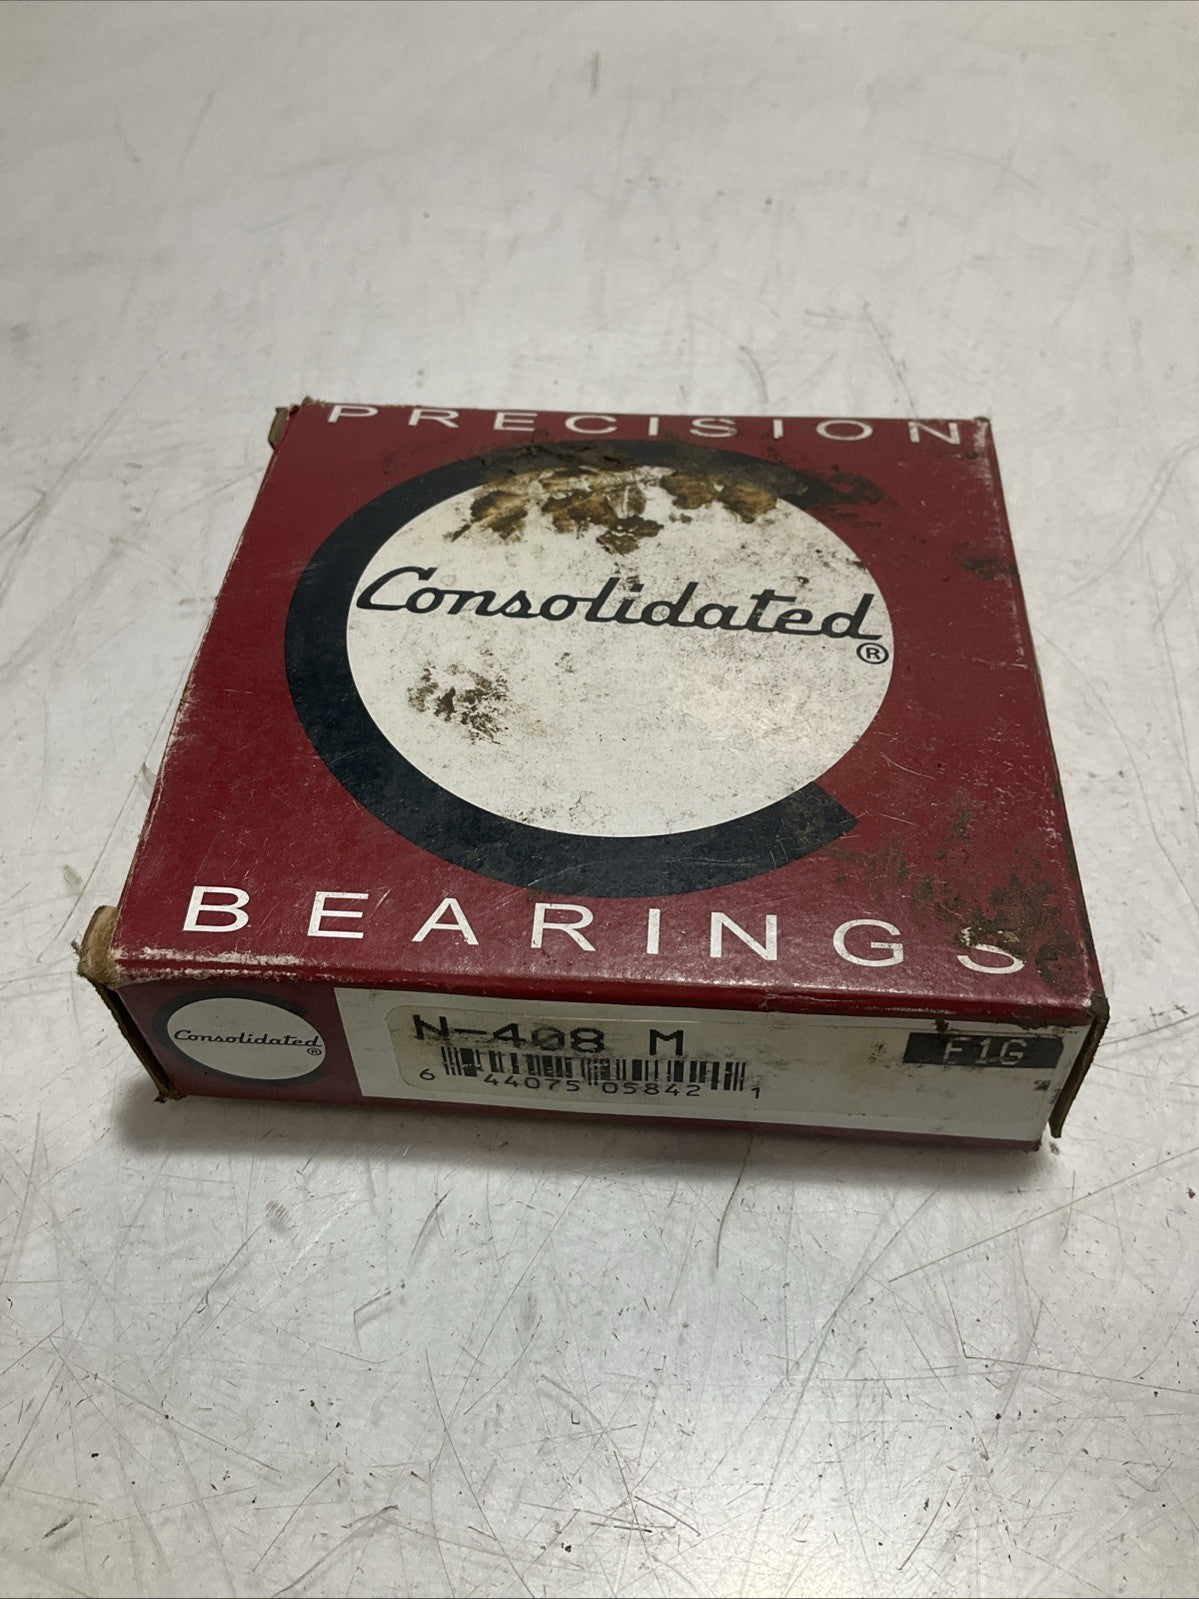 PRECISION
Consolidated®
BEARINGS
Consolidated®
N-408 M
F1G
6 44075 05842 1